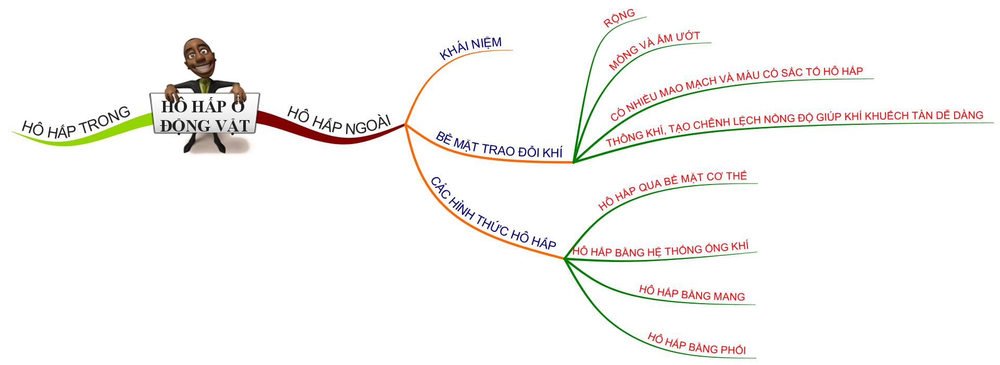 HÔ HẤP TRONG
HÔ HẤP Ở
ĐỘNG VẬT
HÔ HẤP NGOÀI
KHÁI NIỆM
BỀ MẶT TRAO ĐỔI KHÍ
RỘNG
MỎNG VÀ ẨM ƯỚT
CÓ NHIỀU MAO MẠCH VÀ MÁU CÓ SẮC TỐ HÔ HẤP
THÔNG KHÍ, TẠO CHÊNH LỆCH NỒNG ĐỘ GIÚP KHÍ KHUẾCH TÁN DỄ DÀNG
CÁC HÌNH THỨC HÔ HẤP
HÔ HẤP QUA BỀ MẶT CƠ THỂ
HÔ HẤP BẰNG HỆ THỐNG ỐNG KHÍ
HÔ HẤP BẰNG MANG
HÔ HẤP BẰNG PHỔI